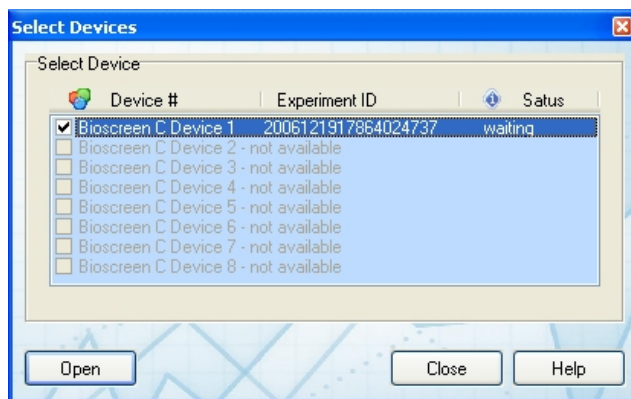 Select Devices
Select Device
Device # Experiment ID Satus
Bioscreen C Device 1 2006121917864024737 waiting
Bioscreen C Device 2 - not available
Bioscreen C Device 3 - not available
Bioscreen C Device 4 - not available
Bioscreen C Device 5 - not available
Bioscreen C Device 6 - not available
Bioscreen C Device 7 - not available
Bioscreen C Device 8 - not available
Open Close Help